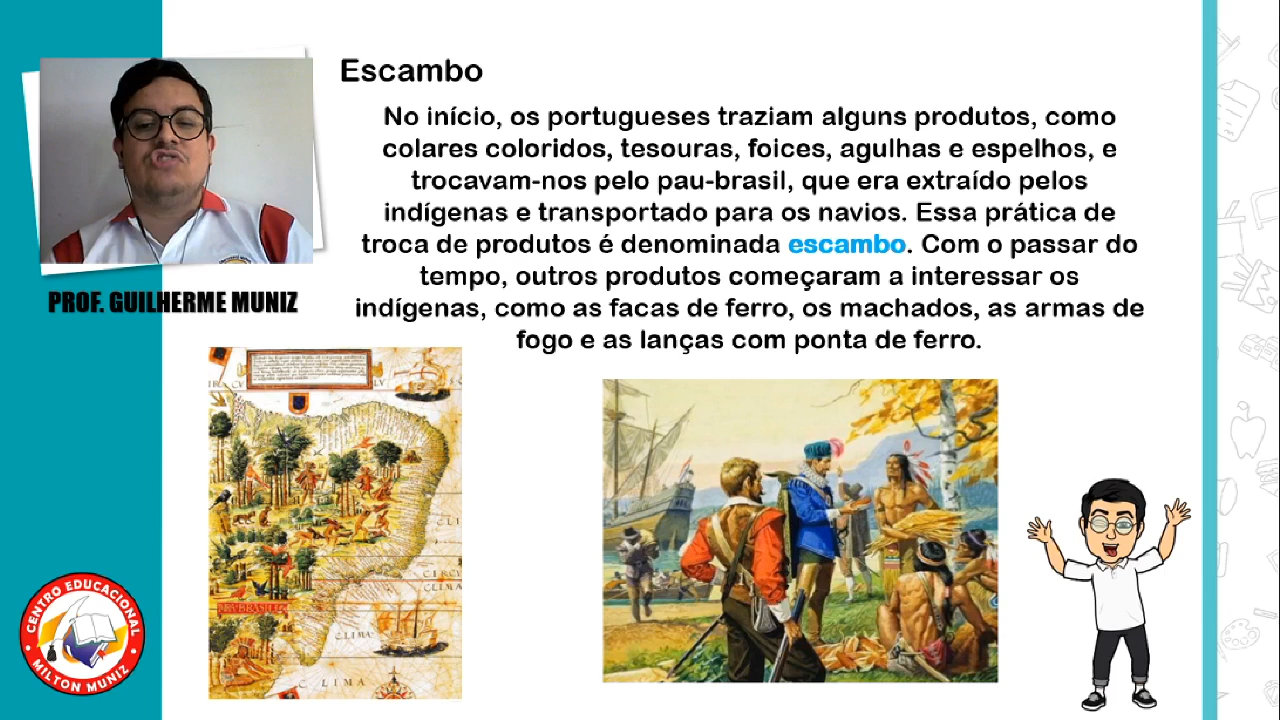 Escambo
No início, os portugueses traziam alguns produtos, como
colares coloridos, tesouras, foices, agulhas e espelhos, e
trocavam-nos pelo pau-brasil, que era extraído pelos
indígenas e transportado para os navios. Essa prática de
troca de produtos é denominada escambo. Com o passar do
tempo, outros produtos começaram a interessar os
indígenas, como as facas de ferro, os machados, as armas de
fogo e as lanças com ponta de ferro.
PROF. GUILHERME MUNIZ
CLIMA
CLIMA
CENTRO EDUCACIONAL
MILTON MUNIZ